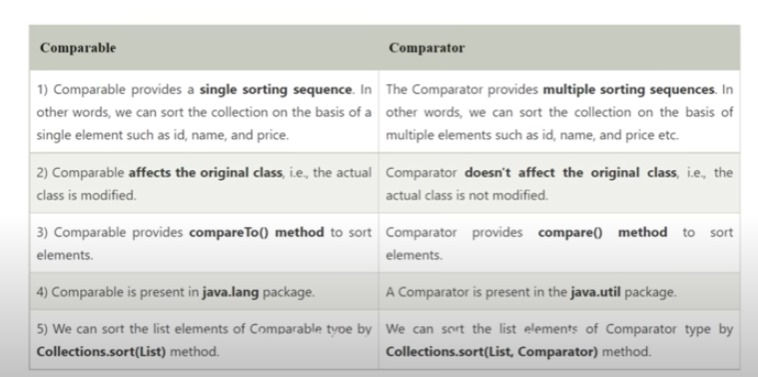 Comparable
Comparator
1) Comparable provides a single sorting sequence. In
other words, we can sort the collection on the basis of a
single element such as id, name, and price.
The Comparator provides multiple sorting sequences. In
other words, we can sort the collection on the basis of
multiple elements such as id, name, and price etc.
2) Comparable affects the original class, i.e., the actual
class is modified.
Comparator doesn't affect the original class, i.e., the
actual class is not modified.
3) Comparable provides compareTo() method to sort
elements.
Comparator provides compare() method to sort
elements.
4) Comparable is present in java.lang package.
A Comparator is present in the java.util package.
5) We can sort the list elements of Comparable type by
Collections.sort(List) method.
We can sort the list elements of Comparator type by
Collections.sort(List, Comparator) method.